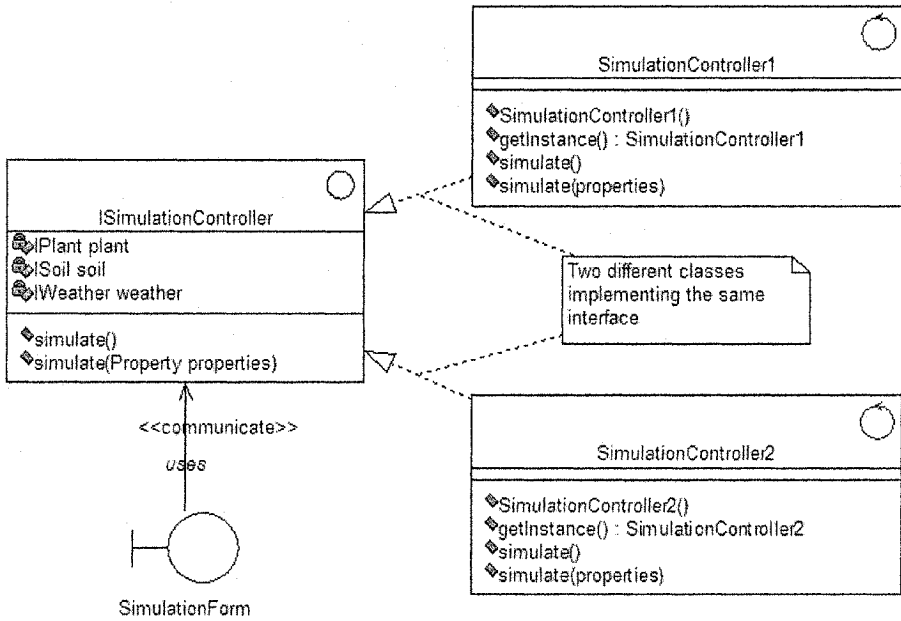 SimulationController1
SimulationController1()
getInstance() : SimulationController1
simulate()
simulate(properties)
ISimulationController
IPlant plant
ISoil soil
IWeather weather
simulate()
simulate(Property properties)
Two different classes
implementing the same
interface
<<communicate>>
uses
SimulationForm
SimulationController2
SimulationController2()
getInstance() : SimulationController2
simulate()
simulate(properties)